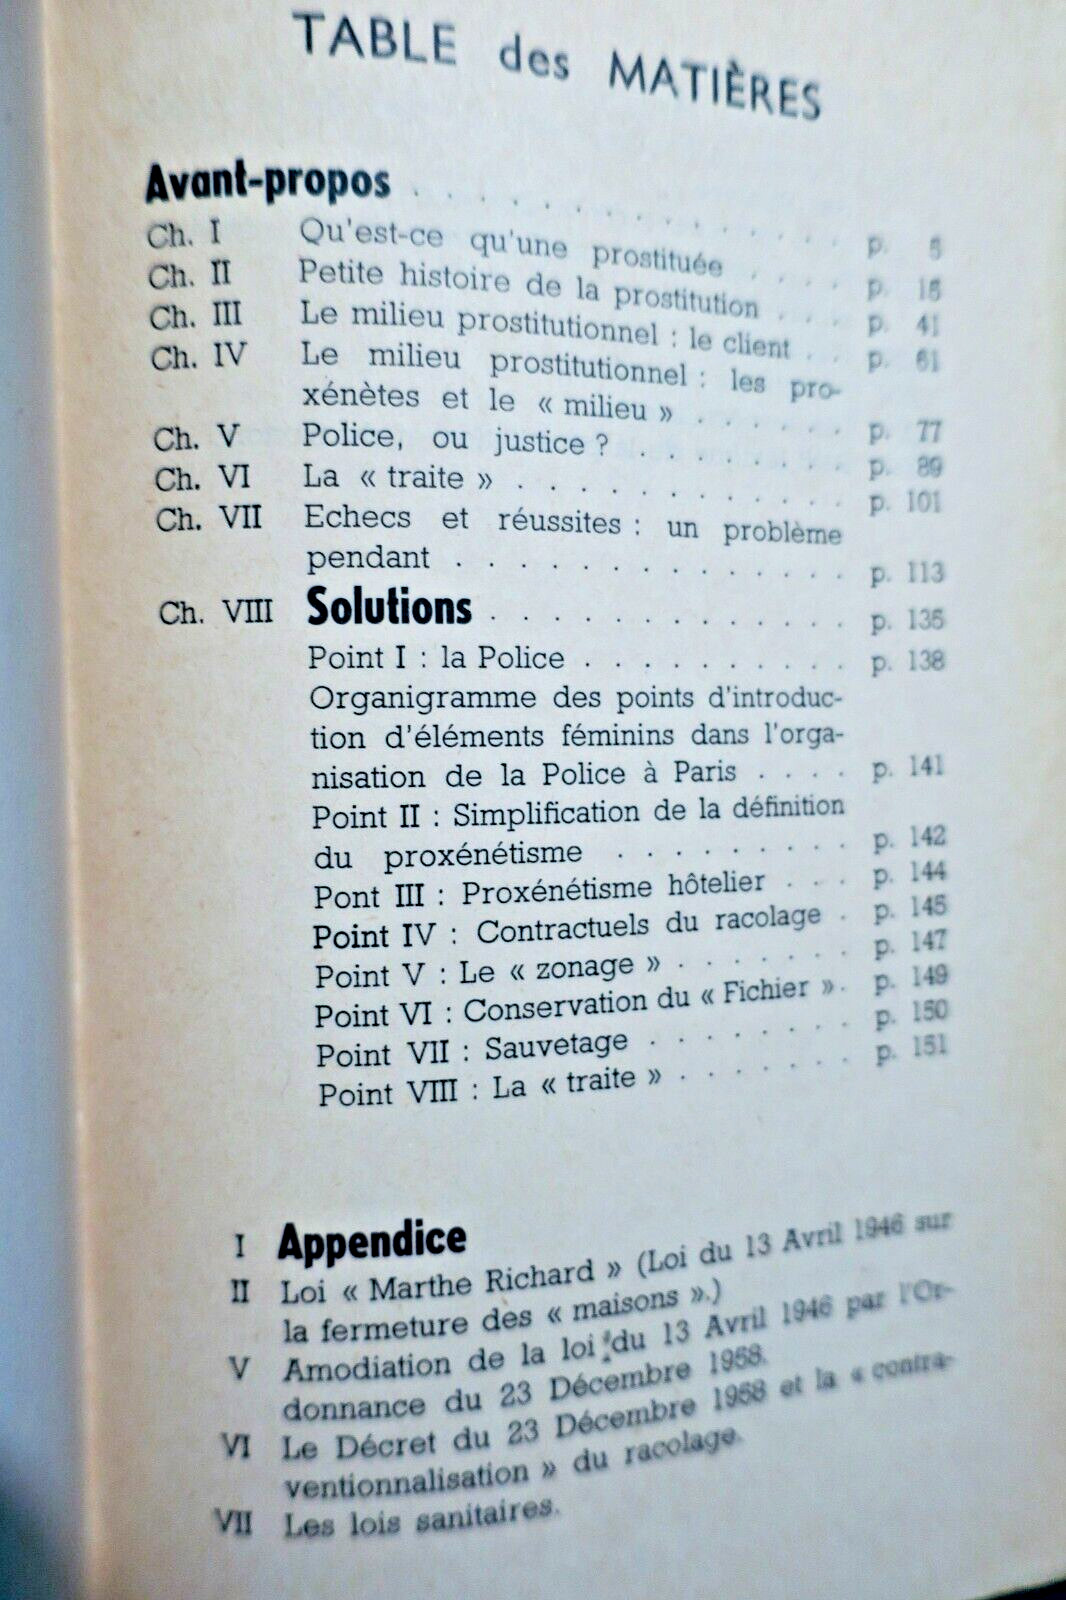 TABLE des MATIÈRES
Avant-propos . . . . . . . . . . . . . p. 5
Ch. I Qu'est-ce qu'une prostituée . . . . p. 15
Ch. II Petite histoire de la prostitution . . . p. 41
Ch. III Le milieu prostitutionnel : le client . . p. 61
Ch. IV Le milieu prostitutionnel : les pro-
xénètes et le « milieu » . . . . . . p. 77
Ch. V Police, ou justice ? . . . . . . . . p. 89
Ch. VI La « traite » . . . . . . . . . . . p. 101
Ch. VII Echecs et réussites : un problème
pendant . . . . . . . . . . . . . p. 113
Ch. VIII Solutions . . . . . . . . . . . . p. 135
Point I : la Police . . . . . . . . . p. 138
Organigramme des points d'introduc-
tion d'éléments féminins dans l'orga-
nisation de la Police à Paris . . . . p. 141
Point II : Simplification de la définition
du proxénétisme . . . . . . . . . p. 142
Pont III : Proxénétisme hôtelier . . . p. 144
Point IV : Contractuels du racolage . p. 145
Point V : Le « zonage » . . . . . . . p. 147
Point VI : Conservation du « Fichier » . p. 149
Point VII : Sauvetage . . . . . . . . p. 150
Point VIII : La « traite » . . . . . . . p. 151
I Appendice
II Loi « Marthe Richard » (Loi du 13 Avril 1946 sur
la fermeture des « maisons ».)
V Amodiation de la loi du 13 Avril 1946 par l'Or-
donnance du 23 Décembre 1958.
VI Le Décret du 23 Décembre 1958 et la « contra-
ventionnalisation » du racolage.
VII Les lois sanitaires.